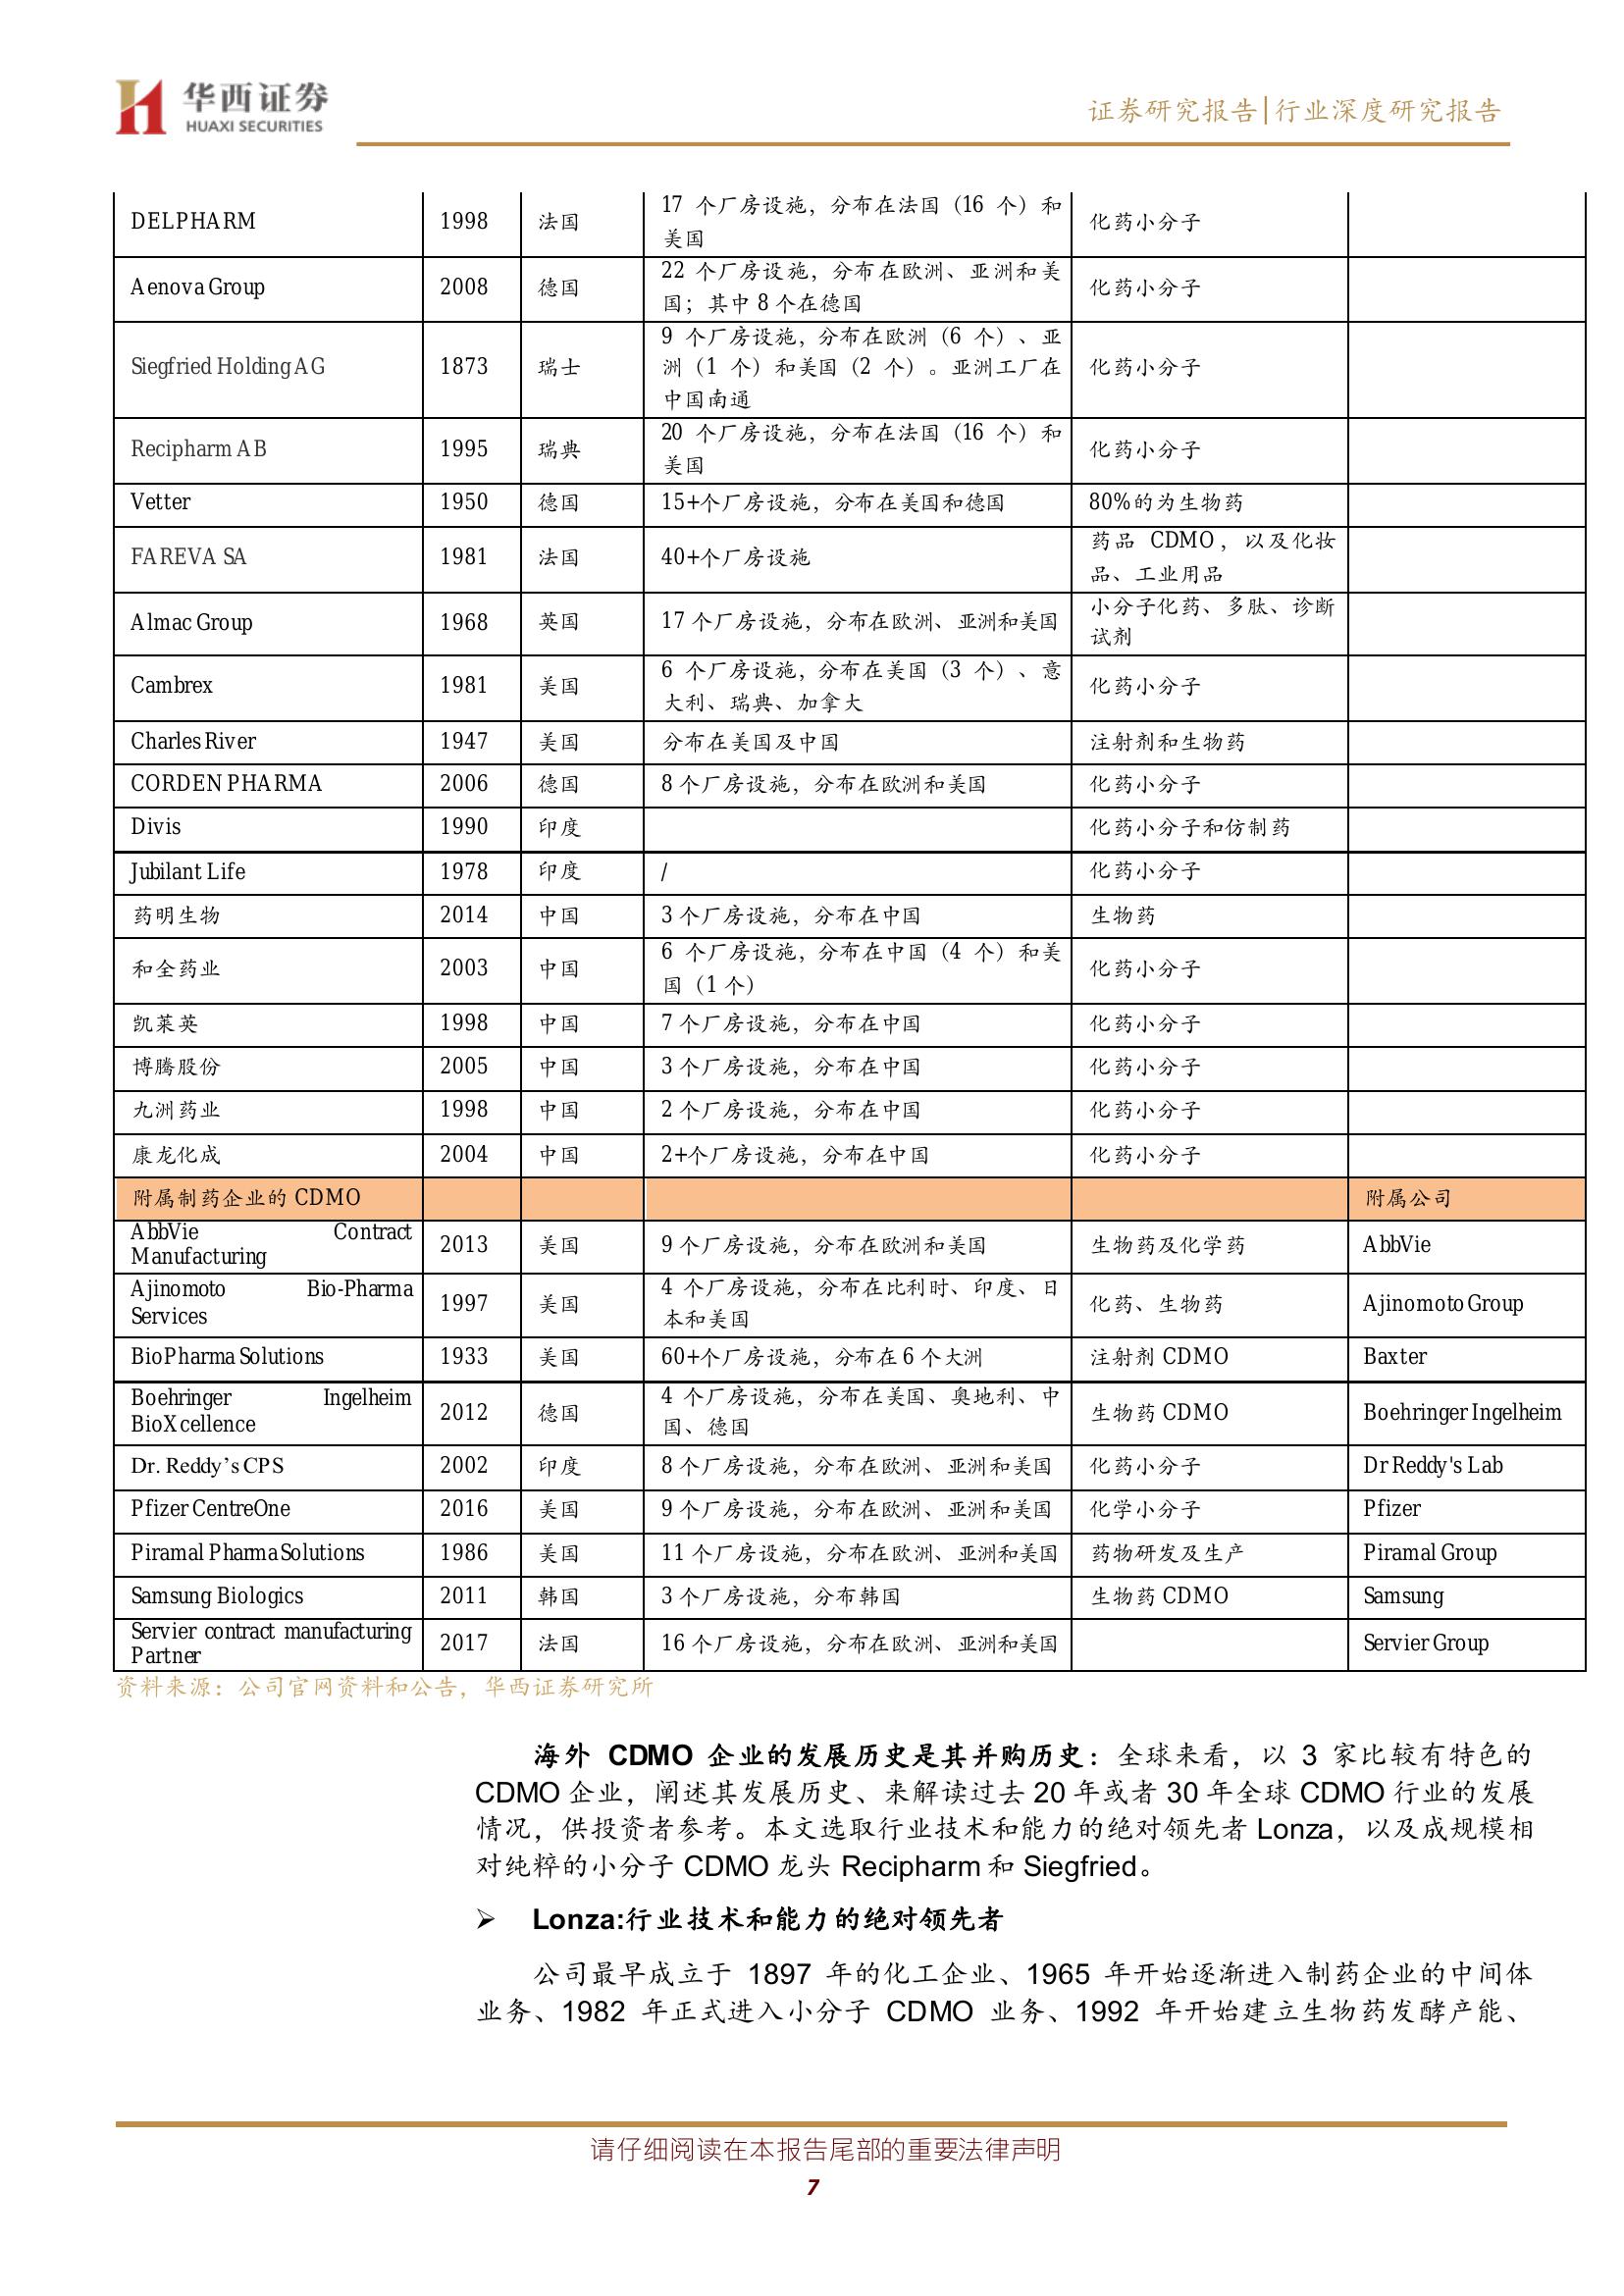 华西证券
HUAXI SECURITIES
证券研究报告|行业深度研究报告
DELPHARM 1998 法国 17 个厂房设施，分布在法国（16 个）和
美国 化药小分子
Aenova Group 2008 德国 22 个厂房设施，分布在欧洲、亚洲和美
国；其中 8 个在德国 化药小分子
Siegfried Holding AG 1873 瑞士 9 个厂房设施，分布在欧洲（6 个）、亚
洲（1 个）和美国（2 个）。亚洲工厂在
中国南通 化药小分子
Recipharm AB 1995 瑞典 20 个厂房设施，分布在法国（16 个）和
美国 化药小分子
Vetter 1950 德国 15+个厂房设施，分布在美国和德国 80%的为生物药
FAREVA SA 1981 法国 40+个厂房设施 药品 CDMO，以及化妆
品、工业用品
Almac Group 1968 英国 17 个厂房设施，分布在欧洲、亚洲和美国 小分子化药、多肽、诊断
试剂
Cambrex 1981 美国 6 个厂房设施，分布在美国（3 个）、意
大利、瑞典、加拿大 化药小分子
Charles River 1947 美国 分布在美国及中国 注射剂和生物药
CORDEN PHARMA 2006 德国 8 个厂房设施，分布在欧洲和美国 化药小分子
Divis 1990 印度 化药小分子和仿制药
Jubilant Life 1978 印度 / 化药小分子
药明生物 2014 中国 3 个厂房设施，分布在中国 生物药
和全药业 2003 中国 6 个厂房设施，分布在中国（4 个）和美
国（1 个） 化药小分子
凯莱英 1998 中国 7 个厂房设施，分布在中国 化药小分子
博腾股份 2005 中国 3 个厂房设施，分布在中国 化药小分子
九洲药业 1998 中国 2 个厂房设施，分布在中国 化药小分子
康龙化成 2004 中国 2+个厂房设施，分布在中国 化药小分子
附属制药企业的 CDMO 附属公司
AbbVie Contract
Manufacturing 2013 美国 9 个厂房设施，分布在欧洲和美国 生物药及化学药 AbbVie
Ajinomoto Bio-Pharma
Services 1997 美国 4 个厂房设施，分布在比利时、印度、日
本和美国 化药、生物药 Ajinomoto Group
BioPharma Solutions 1933 美国 60+个厂房设施，分布在 6 个大洲 注射剂 CDMO Baxter
Boehringer Ingelheim
BioXcellence 2012 德国 4 个厂房设施，分布在美国、奥地利、中
国、德国 生物药 CDMO Boehringer Ingelheim
Dr. Reddy’s CPS 2002 印度 8 个厂房设施，分布在欧洲、亚洲和美国 化药小分子 Dr Reddy's Lab
Pfizer CentreOne 2016 美国 9 个厂房设施，分布在欧洲、亚洲和美国 化学小分子 Pfizer
Piramal Pharma Solutions 1986 美国 11 个厂房设施，分布在欧洲、亚洲和美国 药物研发及生产 Piramal Group
Samsung Biologics 2011 韩国 3 个厂房设施，分布韩国 生物药 CDMO Samsung
Servier contract manufacturing
Partner 2017 法国 16 个厂房设施，分布在欧洲、亚洲和美国 Servier Group
资料来源：公司官网资料和公告，华西证券研究所
海外 CDMO 企业的发展历史是其并购历史：全球来看，以 3 家比较有特色的
CDMO 企业，阐述其发展历史、来解读过去 20 年或者 30 年全球 CDMO 行业的发展
情况，供投资者参考。本文选取行业技术和能力的绝对领先者 Lonza，以及成规模相
对纯粹的小分子 CDMO 龙头 Recipharm 和 Siegfried。
➢ Lonza:行业技术和能力的绝对领先者
公司最早成立于 1897 年的化工企业、1965 年开始逐渐进入制药企业的中间体
业务、1982 年正式进入小分子 CDMO 业务、1992 年开始建立生物药发酵产能、
请仔细阅读在本报告尾部的重要法律声明
7